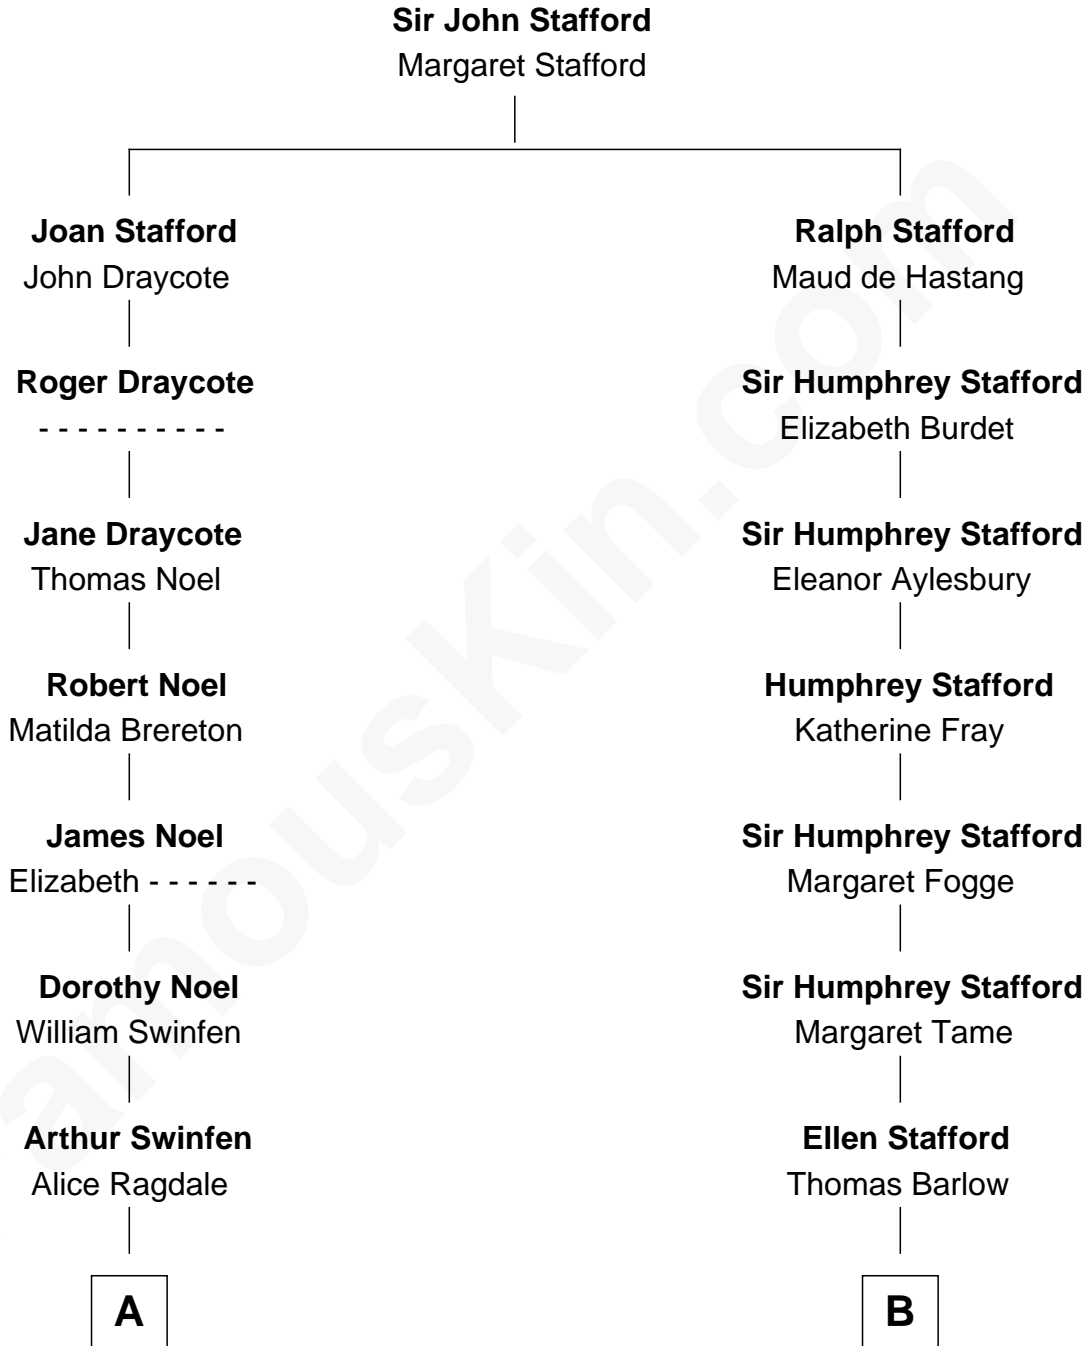 Sir John Stafford
Margaret Stafford
Joan Stafford
John Draycote
Ralph Stafford
Maud de Hastang
Roger Draycote
- - - - - - - - - -
Sir Humphrey Stafford
Elizabeth Burdet
Jane Draycote
Thomas Noel
Sir Humphrey Stafford
Eleanor Aylesbury
Robert Noel
Matilda Brereton
Humphrey Stafford
Katherine Fray
James Noel
Elizabeth - - - - - -
Sir Humphrey Stafford
Margaret Fogge
Dorothy Noel
William Swinfen
Sir Humphrey Stafford
Margaret Tame
Arthur Swinfen
Alice Ragdale
Ellen Stafford
Thomas Barlow
A
B
amousKin.com